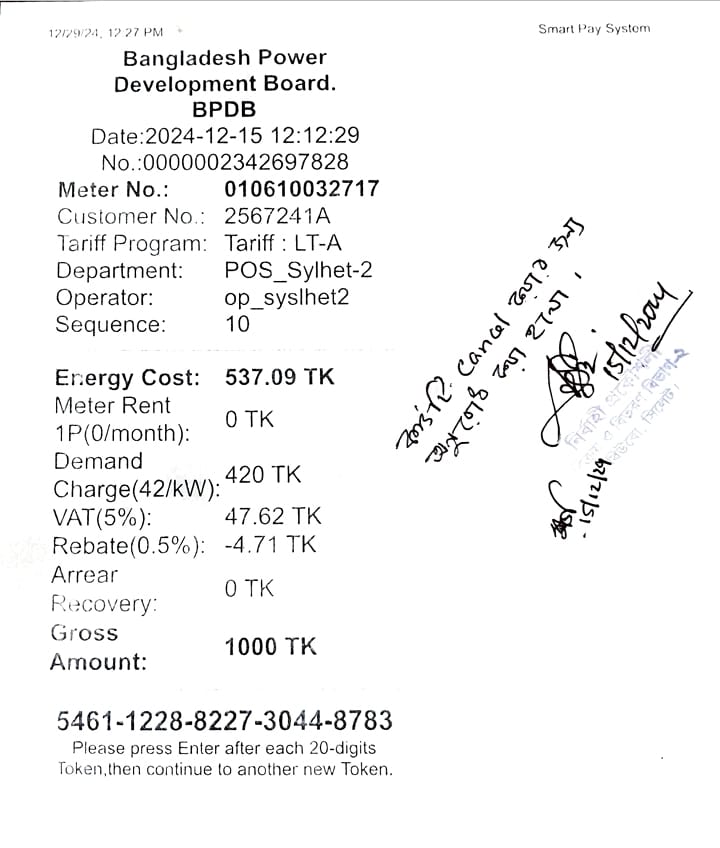 12/29/24, 12:27 PM
Smart Pay System
Bangladesh Power
Development Board.
BPDB
Date:2024-12-15 12:12:29
No.:0000002342697828
Meter No.: 010610032717
Customer No.: 2567241A
Tariff Program: Tariff : LT-A
Department: POS_Sylhet-2
Operator: op_syslhet2
Sequence: 10
Energy Cost: 537.09 TK
Meter Rent
1P(0/month): 0 TK
Demand
Charge(42/kW): 420 TK
VAT(5%): 47.62 TK
Rebate(0.5%): -4.71 TK
Arrear
Recovery: 0 TK
Gross
Amount: 1000 TK
5461-1228-8227-3044-8783
Please press Enter after each 20-digits
Token,then continue to another new Token.
Cancel করার জন্য
অনুরোধ করা হলো।
15/12/2024
নির্বাহী প্রকৌশলী
ও বিতরণ বিভাগ-২
সিলেট।
15/12/24